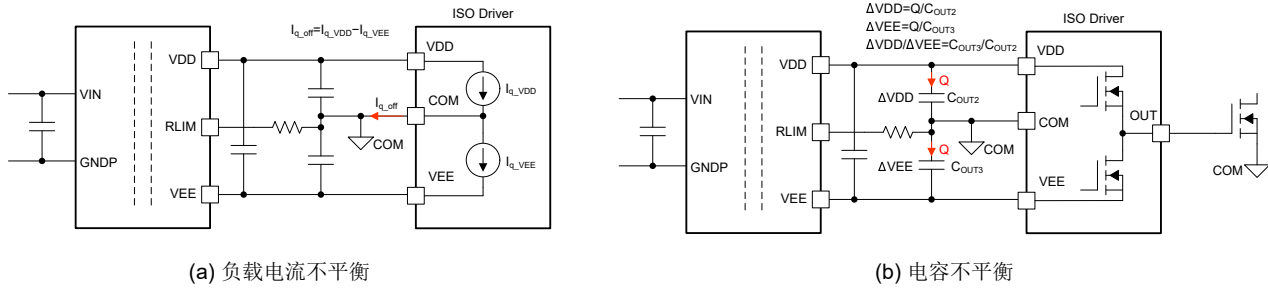 ISO Driver
I_q_off=I_q_VDD−I_q_VEE
VDD
VDD
I_q_VDD
VIN
I_q_off
COM
RLIM
COM
I_q_VEE
GNDP
VEE
VEE
(a) 负载电流不平衡
ΔVDD=Q/C_OUT2
ΔVEE=Q/C_OUT3
ΔVDD/ΔVEE=C_OUT3/C_OUT2
ISO Driver
VDD
VDD
Q
VIN
ΔVDD
C_OUT2
OUT
RLIM
COM
COM
Q
GNDP
ΔVEE
C_OUT3
COM
VEE
VEE
(b) 电容不平衡